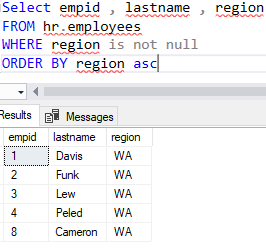 Select empid , lastname , region
FROM hr.employees
WHERE region is not null
ORDER BY region asc
Results Messages
empid lastname region
1 Davis WA
2 Funk WA
3 Lew WA
4 Peled WA
8 Cameron WA